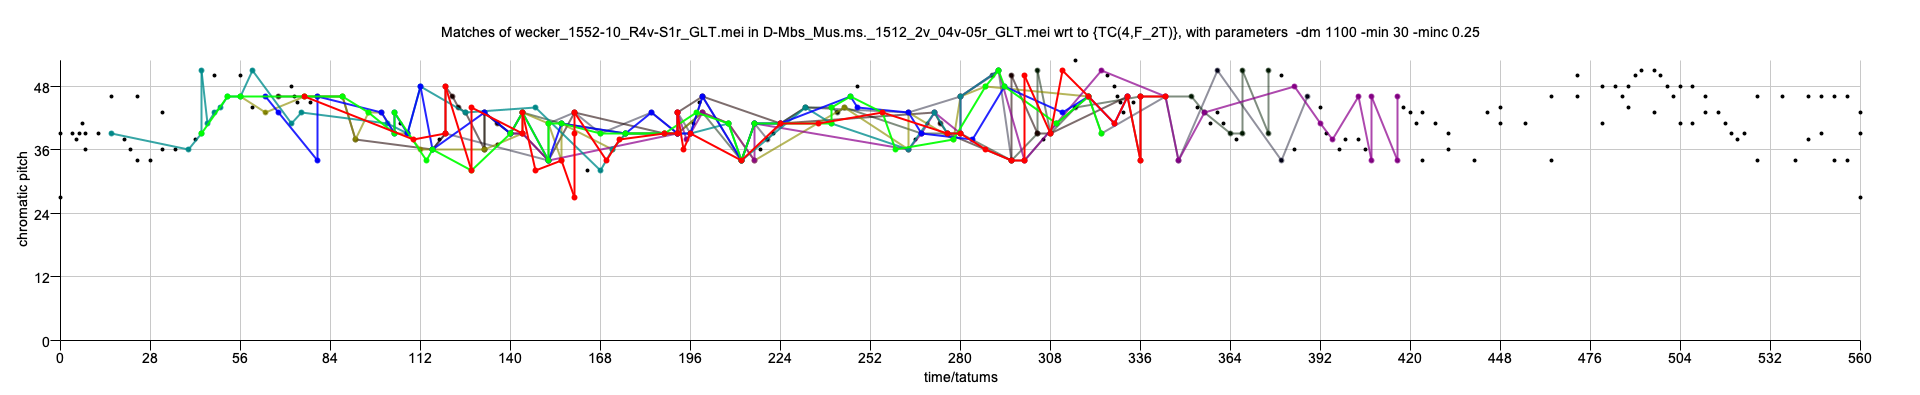 Matches of wecker_1552-10_R4v-S1r_GLT.mei in D-Mbs_Mus.ms._1512_2v_04v-05r_GLT.mei wrt to {TC(4,F_2T)}, with parameters  -dm 1100 -min 30 -minc 0.25
48
36
24
12
0
chromatic pitch
0 28 56 84 112 140 168 196 224 252 280 308 336 364 392 420 448 476 504 532 560
time/tatums